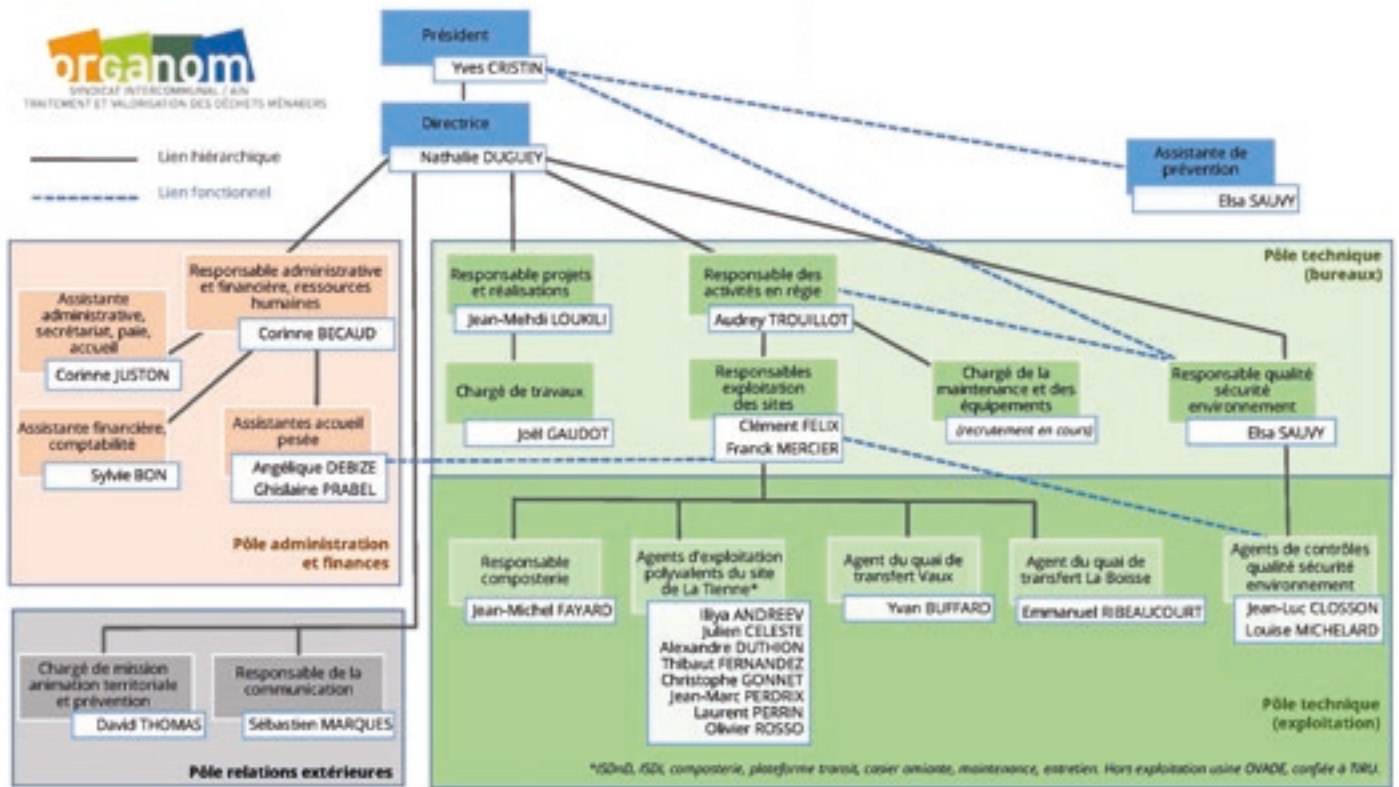 organom
SYNDICAT INTERCOMMUNAL / AIN
TRAITEMENT ET VALORISATION DES DÉCHETS MÉNAGERS
Lien hiérarchique
Lien fonctionnel
Président
Yves CRISTIN
Directrice
Nathalie DUGUEY
Assistante de
prévention
Elsa SAUVY
Responsable administrative
et financière, ressources
humaines
Corinne BECAUD
Assistante
administrative,
secrétariat, paie,
accueil
Corinne JUSTON
Assistante financière,
comptabilité
Sylvie BON
Assistantes accueil
pesée
Angélique DEBIZE
Ghislaine PRABEL
Pôle administration
et finances
Chargé de mission
animation territoriale
et prévention
David THOMAS
Responsable de la
communication
Sébastien MARQUES
Pôle relations extérieures
Pôle technique
(bureaux)
Responsable projets
et réalisations
Jean-Mehdi LOUKILI
Chargé de travaux
Joël GAUDOT
Responsable des
activités en régie
Audrey TROUILLOT
Responsables
exploitation
des sites
Clément FELIX
Franck MERCIER
Chargé de la
maintenance et des
équipements
(recrutement en cours)
Responsable qualité
sécurité
environnement
Elsa SAUVY
Responsable
composterie
Jean-Michel FAYARD
Agents d'exploitation
polyvalents du site
de La Tienne*
Illiya ANDREEV
Julien CELESTE
Alexandre DUTHION
Thibaut FERNANDEZ
Christophe GONNET
Jean-Marc PERDRIX
Laurent PERRIN
Olivier ROSSO
Agent du quai de
transfert Vaux
Yvan BUFFARD
Agent du quai de
transfert La Boisse
Emmanuel RIBEAUCOURT
Agents de contrôles
qualité sécurité
environnement
Jean-Luc CLOSSON
Louise MICHELARD
Pôle technique
(exploitation)
*ISDnD, ISDI, composterie, plateforme transit, casier amiante, maintenance, entretien. Hors exploitation usine OVADE, confiée à TIRU.